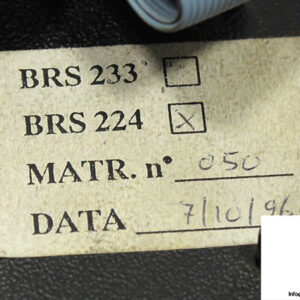 BRS 233 ☐
BRS 224 ☒
MATR. n° 050
DATA 7/10/96